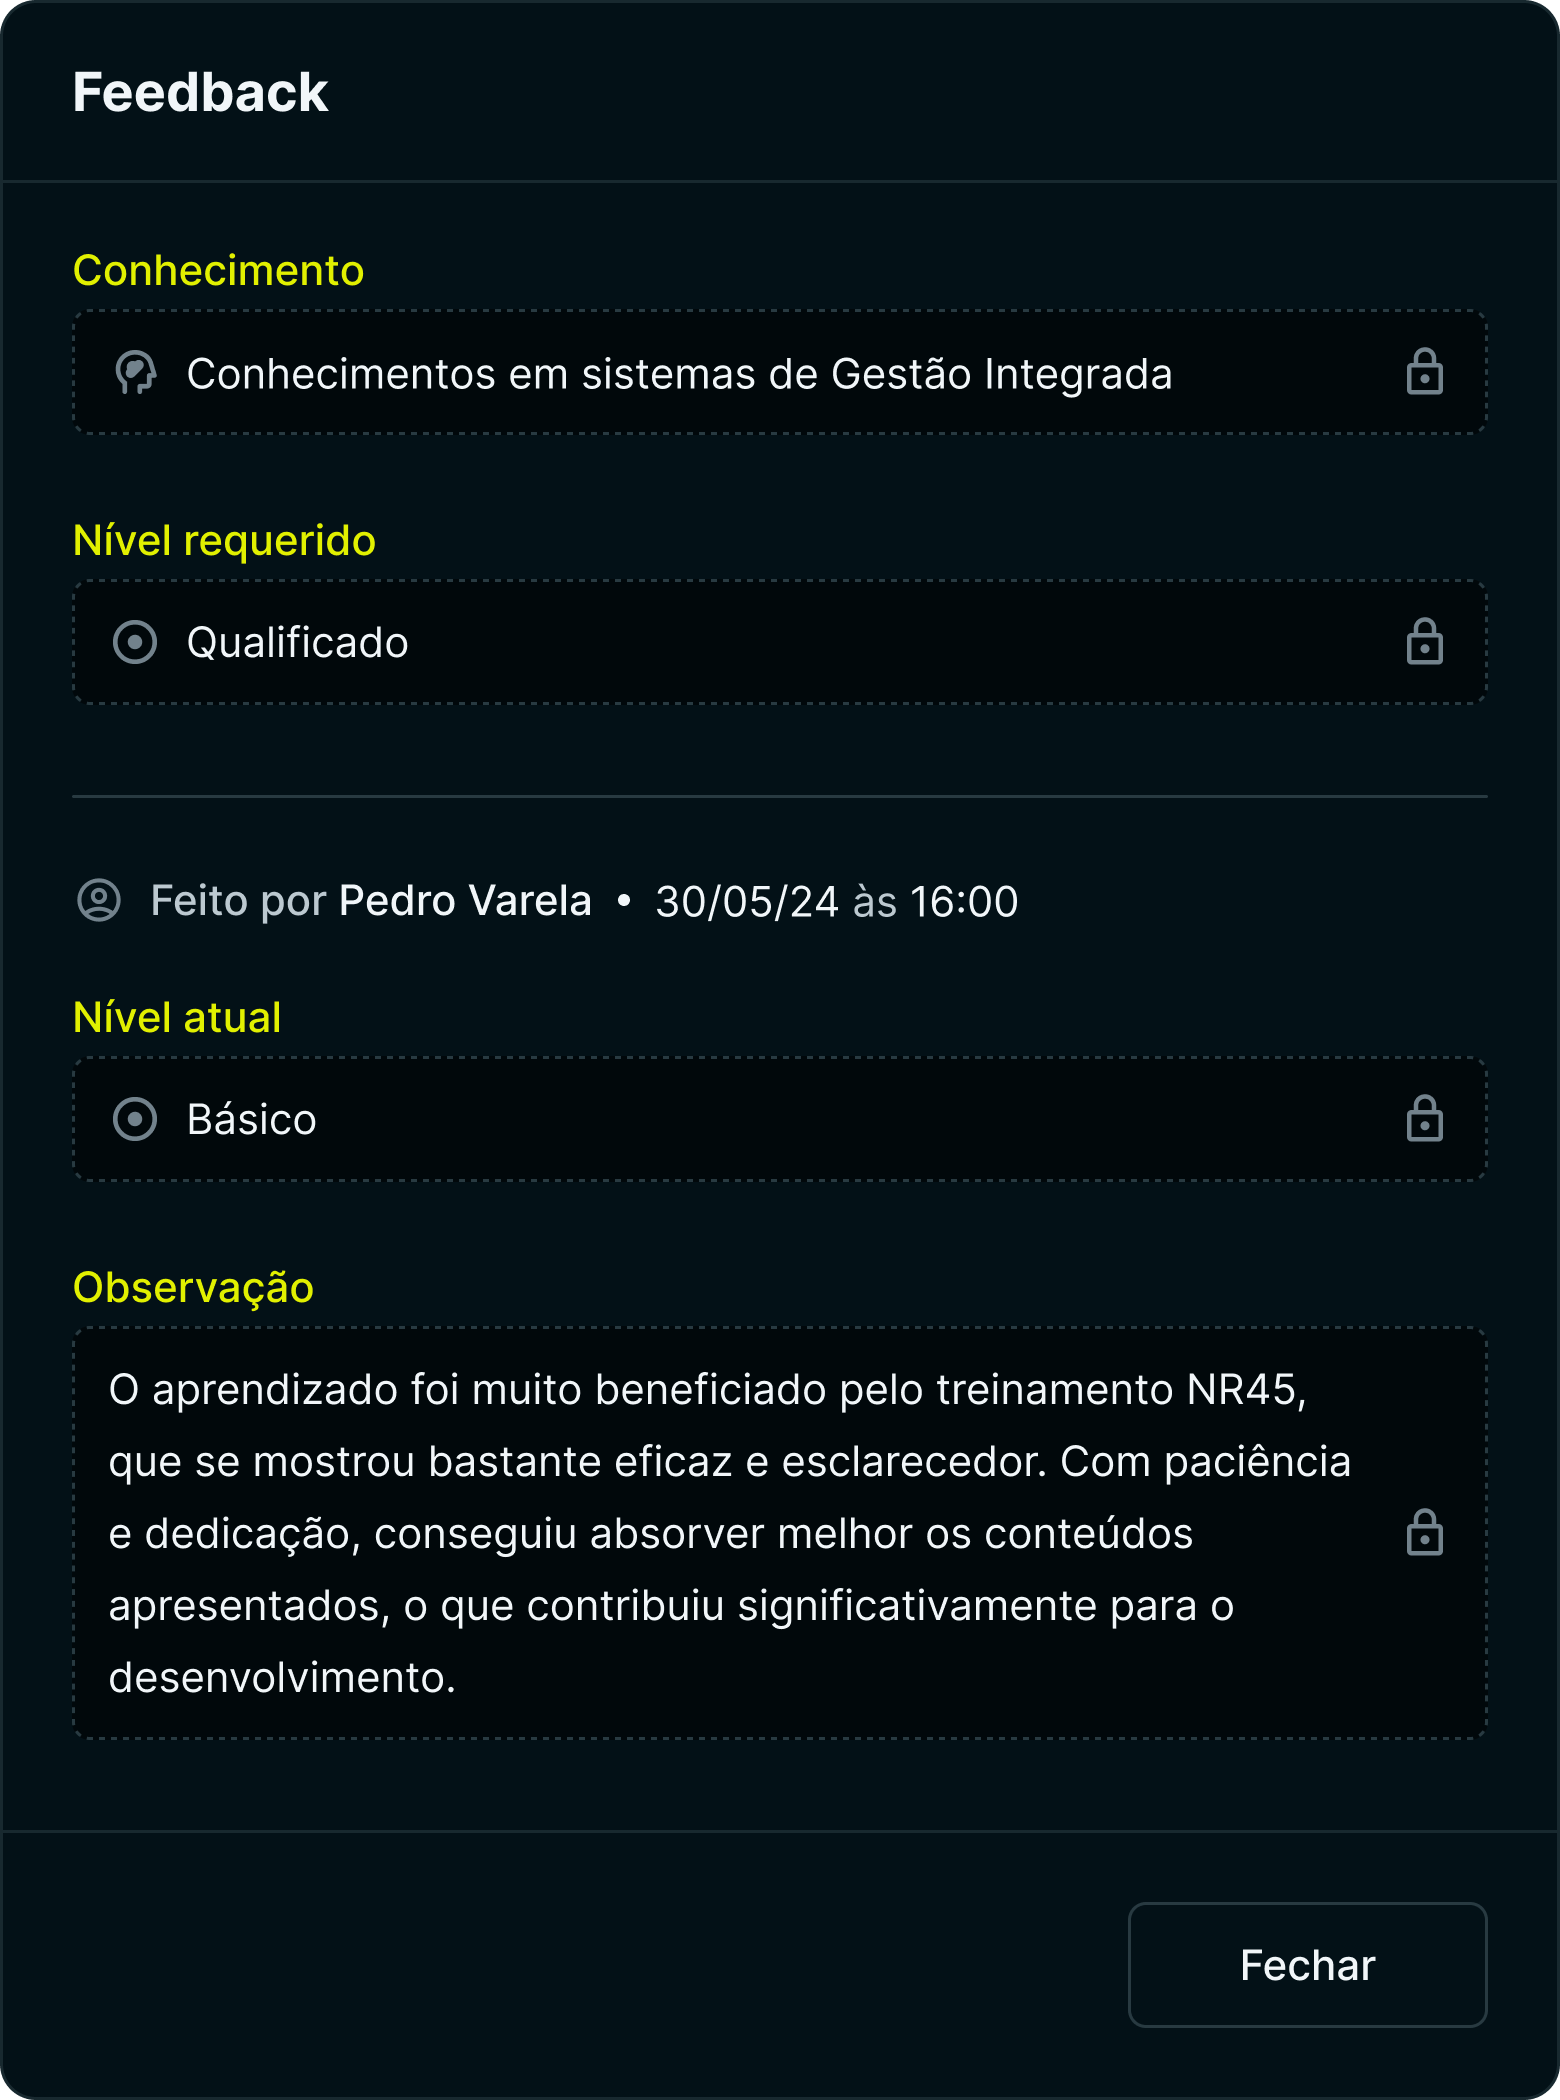 Feedback
Conhecimento
Conhecimentos em sistemas de Gestão Integrada
Nível requerido
Qualificado
Feito por Pedro Varela • 30/05/24 às 16:00
Nível atual
Básico
Observação
O aprendizado foi muito beneficiado pelo treinamento NR45,
que se mostrou bastante eficaz e esclarecedor. Com paciência
e dedicação, conseguiu absorver melhor os conteúdos
apresentados, o que contribuiu significativamente para o
desenvolvimento.
Fechar